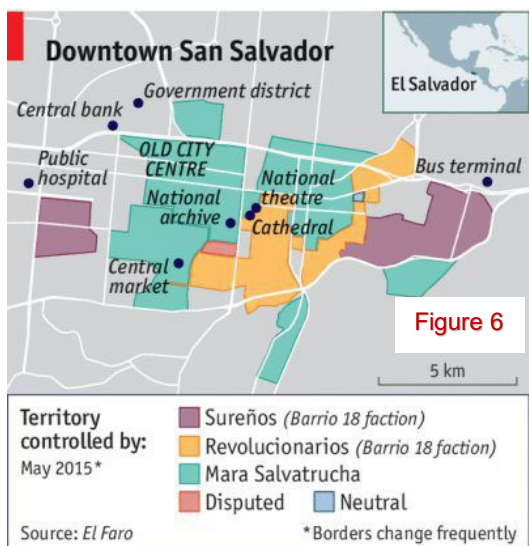 Downtown San Salvador
El Salvador
Government district
Central bank
OLD CITY
CENTRE
Public
hospital
National
theatre
Bus terminal
National
archive
Cathedral
Central
market
Figure 6
5 km
Territory
controlled by:
May 2015*
Sureños (Barrio 18 faction)
Revolucionarios (Barrio 18 faction)
Mara Salvatrucha
Disputed
Neutral
Source: El Faro
*Borders change frequently